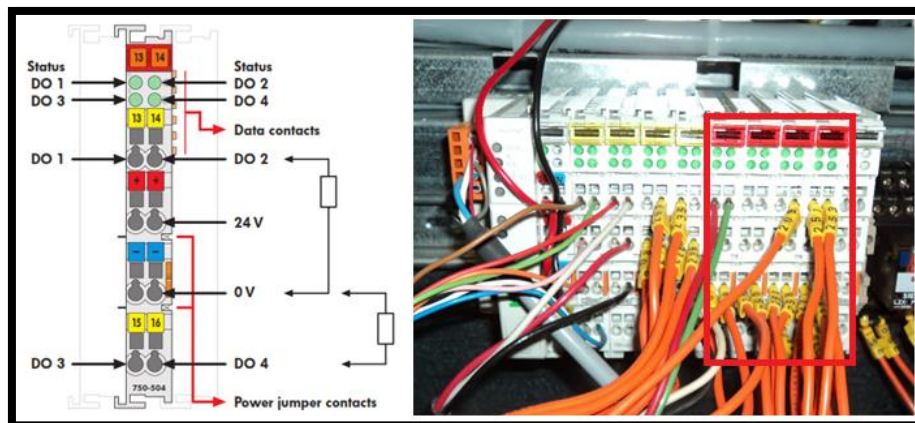 13 14
Status Status
DO 1 DO 2
DO 3 DO 4
13 14
Data contacts
DO 1 DO 2
+ +
24 V
- -
0 V
15 16
DO 3 DO 4
750-504
Power jumper contacts